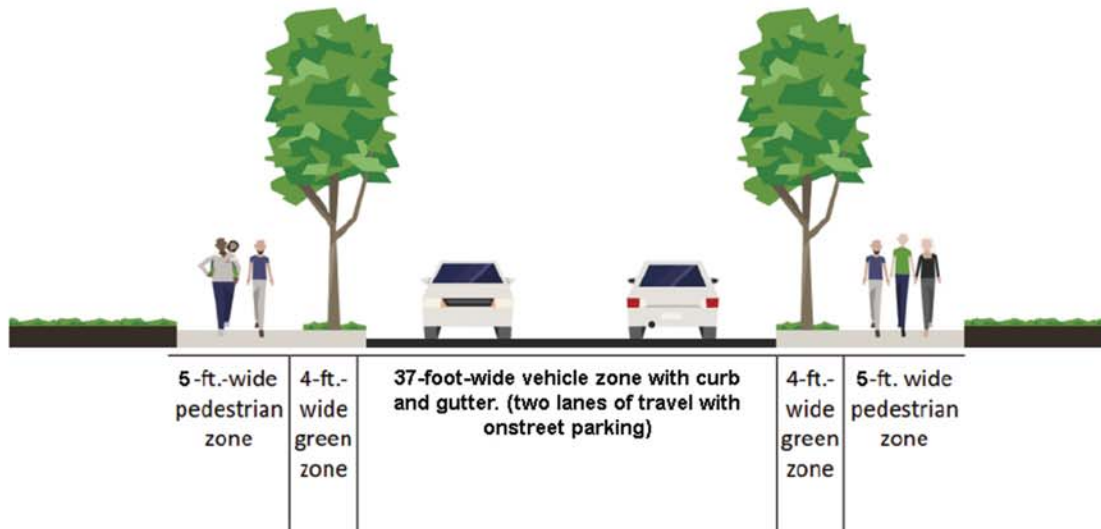 5-ft.-wide
pedestrian
zone
4-ft.-
wide
green
zone
37-foot-wide vehicle zone with curb
and gutter. (two lanes of travel with
onstreet parking)
4-ft.-
wide
green
zone
5-ft. wide
pedestrian
zone